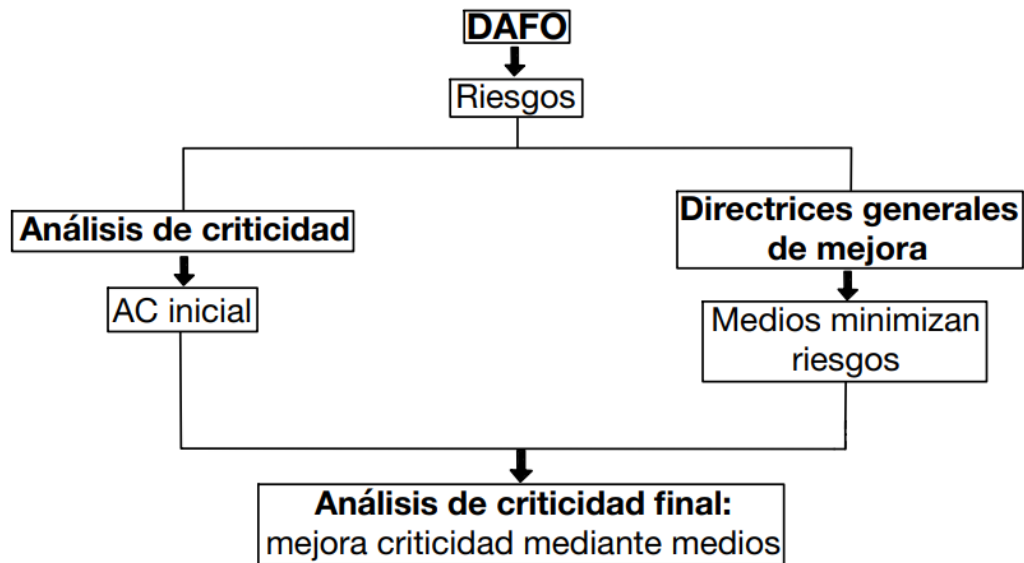 DAFO
Riesgos
Análisis de criticidad
AC inicial
Directrices generales
de mejora
Medios minimizan
riesgos
Análisis de criticidad final:
mejora criticidad mediante medios